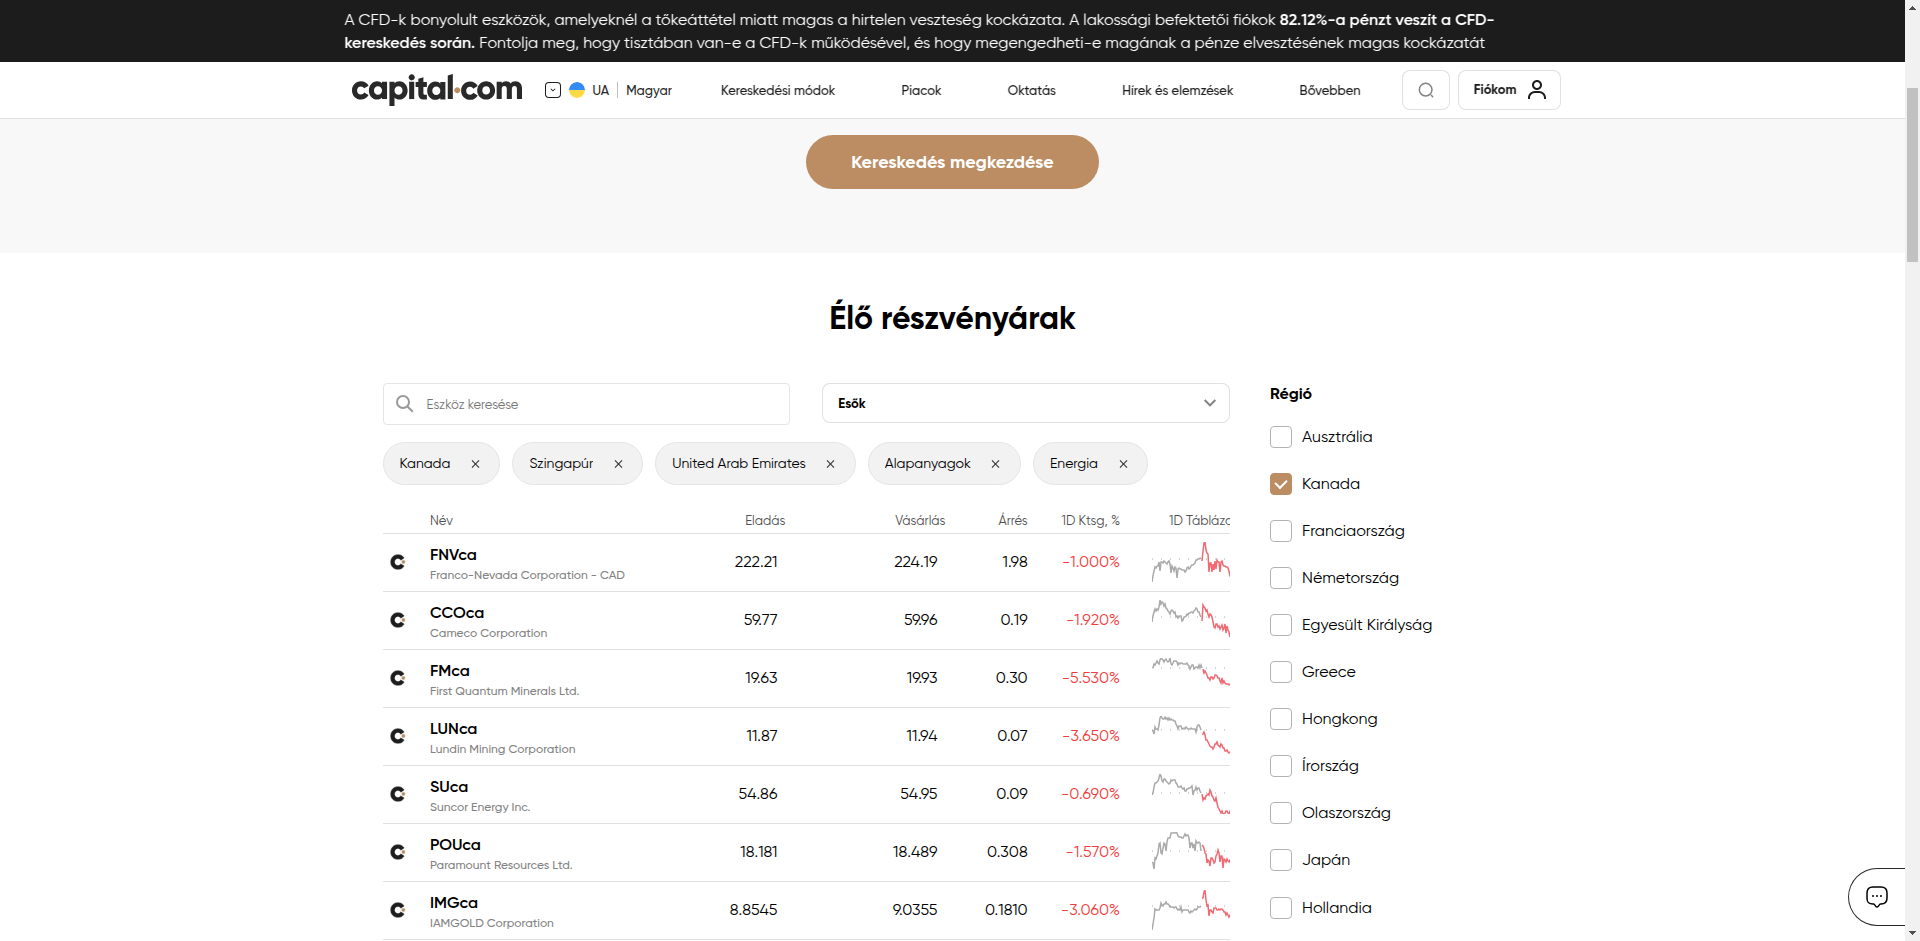 A CFD-k bonyolult eszközök, amelyeknél a tőkeáttétel miatt magas a hirtelen veszteség kockázata. A lakossági befektetői fiókok 82.12%-a pénzt veszít a CFD-
kereskedés során. Fontolja meg, hogy tisztában van-e a CFD-k működésével, és hogy megengedheti-e magának a pénze elvesztésének magas kockázatát
capital.com UA Magyar Kereskedési módok Piacok Oktatás Hírek és elemzések Bővebben Fiókom
Kereskedés megkezdése
Élő részvényárak
Eszköz keresése Esők
Kanada Szingapúr United Arab Emirates Alapanyagok Energia
Név Eladás Vásárlás Árrés 1D Ktsg, % 1D Tábláza
FNVca 222.21 224.19 1.98 -1.000%
Franco-Nevada Corporation - CAD
CCOca 59.77 59.96 0.19 -1.920%
Cameco Corporation
FMca 19.63 19.93 0.30 -5.530%
First Quantum Minerals Ltd.
LUNca 11.87 11.94 0.07 -3.650%
Lundin Mining Corporation
SUca 54.86 54.95 0.09 -0.690%
Suncor Energy Inc.
POUca 18.181 18.489 0.308 -1.570%
Paramount Resources Ltd.
IMGca 8.8545 9.0355 0.1810 -3.060%
IAMGOLD Corporation
Régió
Ausztrália
Kanada
Franciaország
Németország
Egyesült Királyság
Greece
Hongkong
Írország
Olaszország
Japán
Hollandia